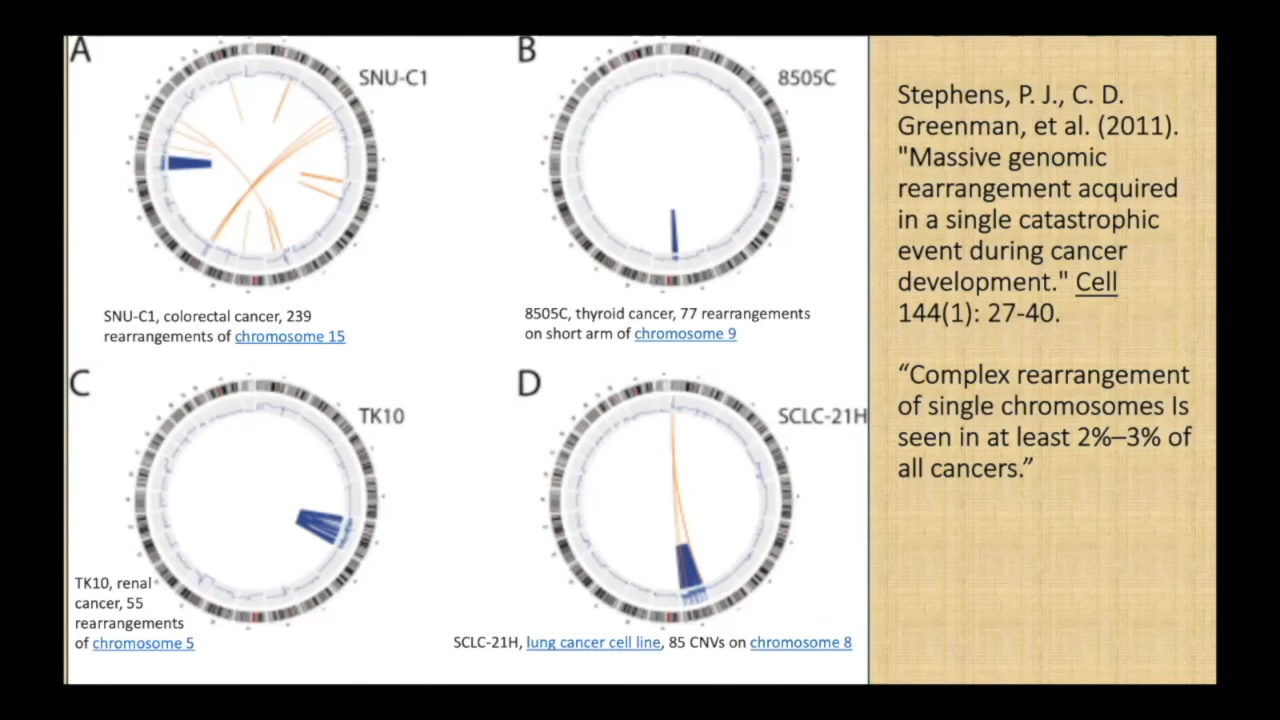 A
SNU-C1
SNU-C1, colorectal cancer, 239
rearrangements of chromosome 15
B
8505C
8505C, thyroid cancer, 77 rearrangements
on short arm of chromosome 9
C
TK10
TK10, renal
cancer, 55
rearrangements
of chromosome 5
D
SCLC-21H
SCLC-21H, lung cancer cell line, 85 CNVs on chromosome 8
Stephens, P. J., C. D.
Greenman, et al. (2011).
"Massive genomic
rearrangement acquired
in a single catastrophic
event during cancer
development." Cell
144(1): 27-40.
“Complex rearrangement
of single chromosomes Is
seen in at least 2%–3% of
all cancers.”